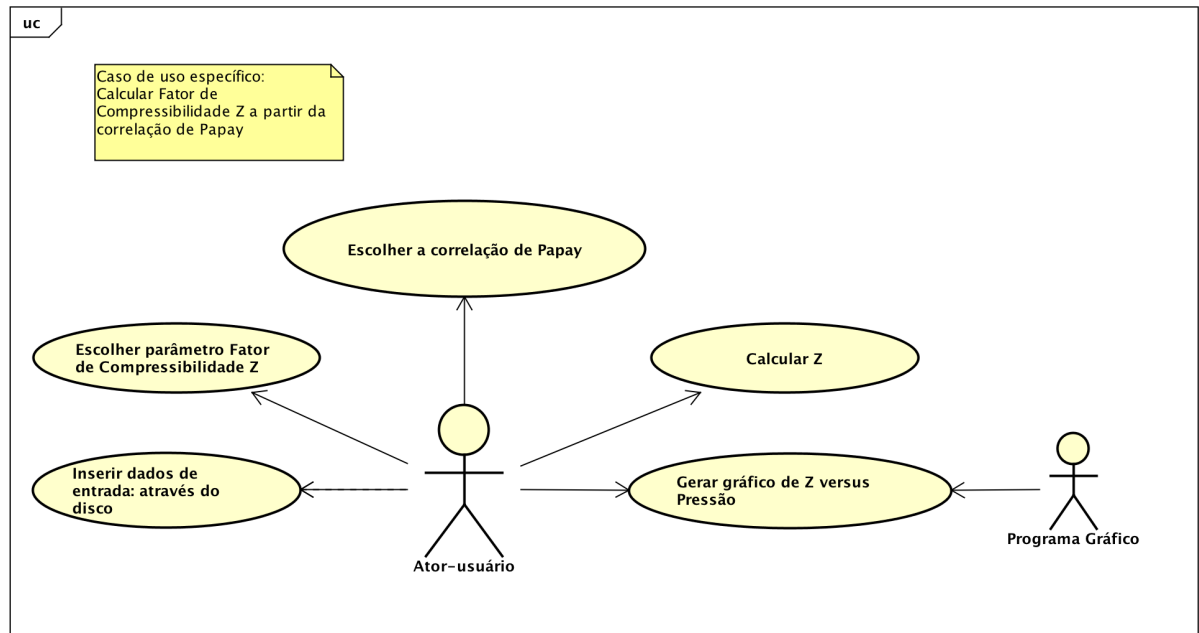 uc
Caso de uso específico:
Calcular Fator de
Compressibilidade Z a partir da
correlação de Papay
Escolher a correlação de Papay
Escolher parâmetro Fator
de Compressibilidade Z
Calcular Z
Inserir dados de
entrada: através do
disco
Gerar gráfico de Z versus
Pressão
Programa Gráfico
Ator-usuário